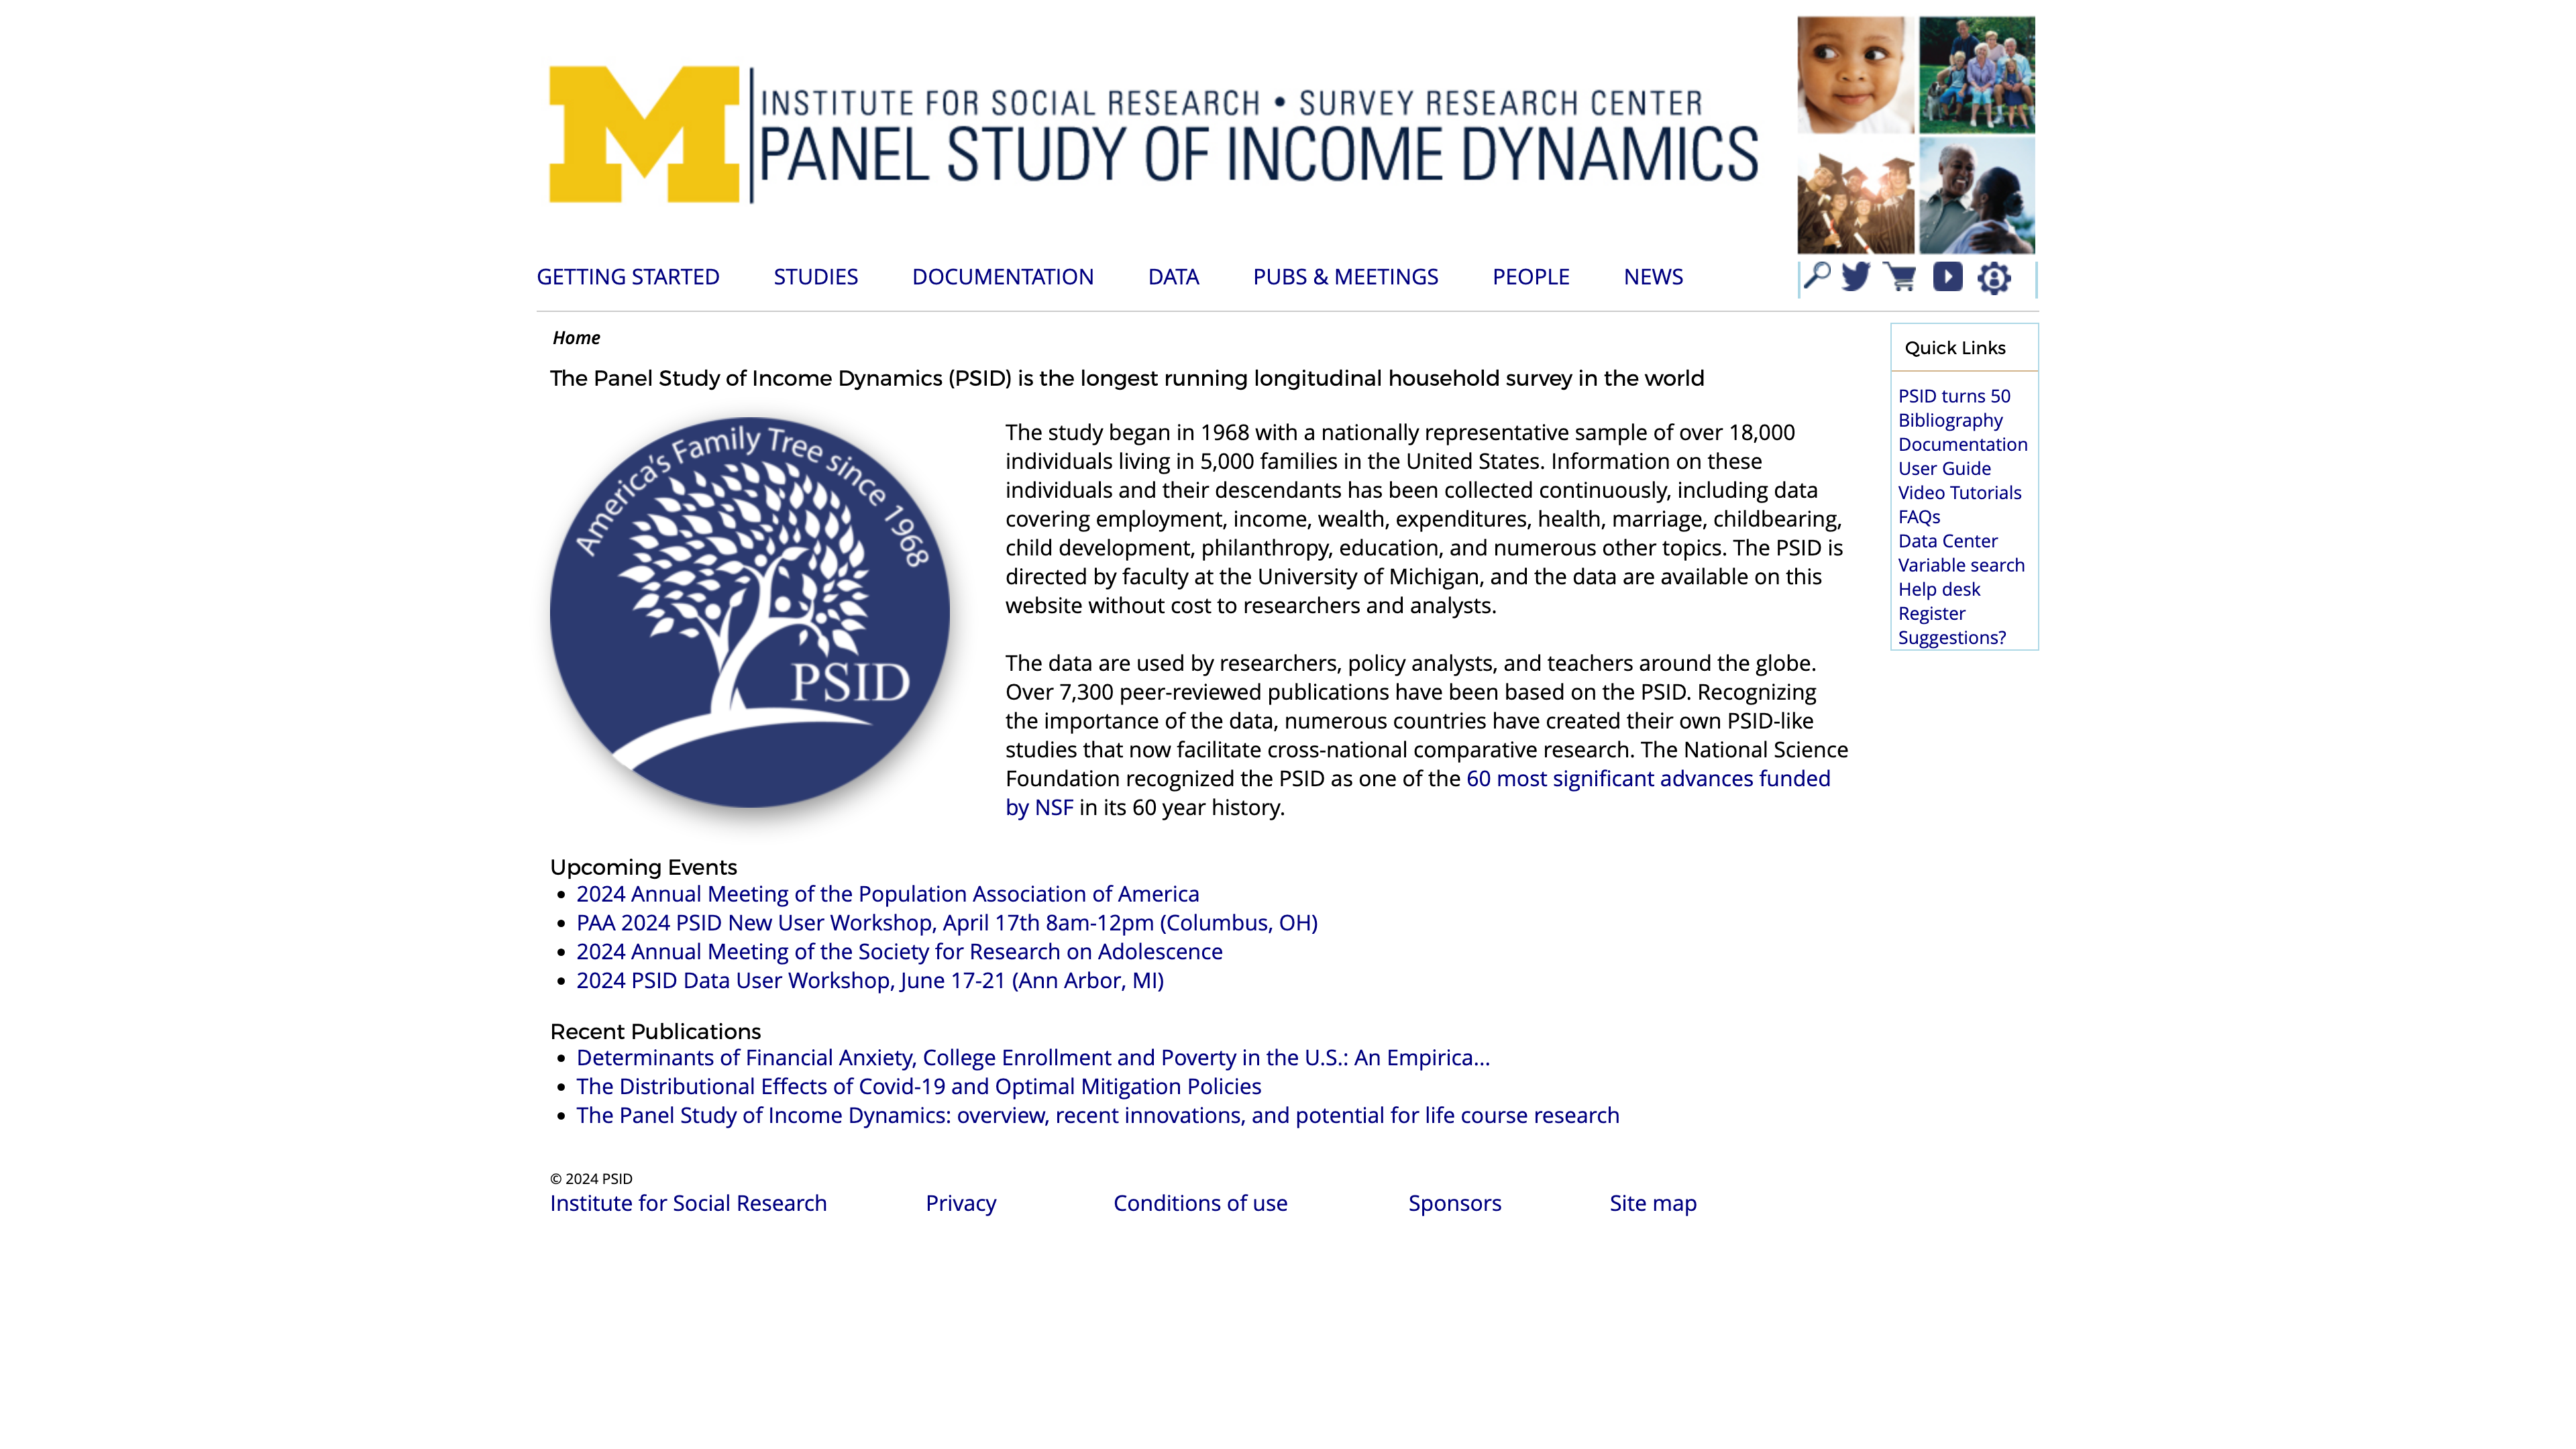 M
INSTITUTE FOR SOCIAL RESEARCH • SURVEY RESEARCH CENTER
PANEL STUDY OF INCOME DYNAMICS
GETTING STARTED STUDIES DOCUMENTATION DATA PUBS & MEETINGS PEOPLE NEWS
Home
The Panel Study of Income Dynamics (PSID) is the longest running longitudinal household survey in the world
America's Family Tree since 1968
PSID
The study began in 1968 with a nationally representative sample of over 18,000
individuals living in 5,000 families in the United States. Information on these
individuals and their descendants has been collected continuously, including data
covering employment, income, wealth, expenditures, health, marriage, childbearing,
child development, philanthropy, education, and numerous other topics. The PSID is
directed by faculty at the University of Michigan, and the data are available on this
website without cost to researchers and analysts.
The data are used by researchers, policy analysts, and teachers around the globe.
Over 7,300 peer-reviewed publications have been based on the PSID. Recognizing
the importance of the data, numerous countries have created their own PSID-like
studies that now facilitate cross-national comparative research. The National Science
Foundation recognized the PSID as one of the 60 most significant advances funded
by NSF in its 60 year history.
Quick Links
PSID turns 50
Bibliography
Documentation
User Guide
Video Tutorials
FAQs
Data Center
Variable search
Help desk
Register
Suggestions?
Upcoming Events
• 2024 Annual Meeting of the Population Association of America
• PAA 2024 PSID New User Workshop, April 17th 8am-12pm (Columbus, OH)
• 2024 Annual Meeting of the Society for Research on Adolescence
• 2024 PSID Data User Workshop, June 17-21 (Ann Arbor, MI)
Recent Publications
• Determinants of Financial Anxiety, College Enrollment and Poverty in the U.S.: An Empirica...
• The Distributional Effects of Covid-19 and Optimal Mitigation Policies
• The Panel Study of Income Dynamics: overview, recent innovations, and potential for life course research
© 2024 PSID
Institute for Social Research Privacy Conditions of use Sponsors Site map